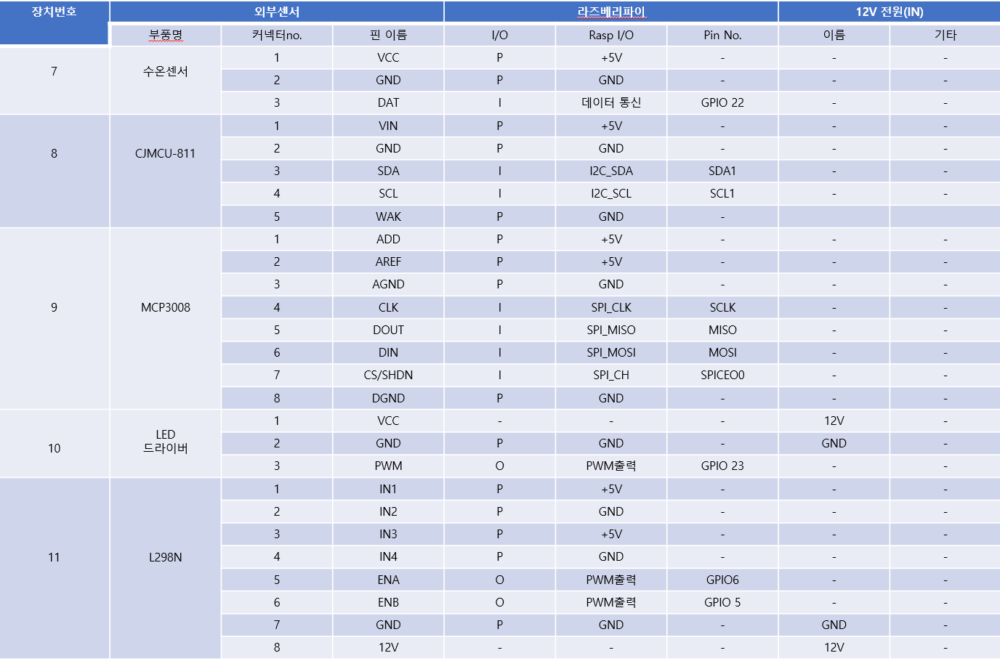 장치번호 외부센서 라즈베리파이 12V 전원(IN)
부품명 커넥터no. 핀 이름 I/O Rasp I/O Pin No. 이름 기타
7 수온센서 1 VCC P +5V - - -
2 GND P GND - - -
3 DAT I 데이터 통신 GPIO 22 - -
8 CJMCU-811 1 VIN P +5V - - -
2 GND P GND - - -
3 SDA I I2C_SDA SDA1 - -
4 SCL I I2C_SCL SCL1 - -
5 WAK P GND -
9 MCP3008 1 ADD P +5V - - -
2 AREF P +5V - - -
3 AGND P GND - - -
4 CLK I SPI_CLK SCLK - -
5 DOUT I SPI_MISO MISO - -
6 DIN I SPI_MOSI MOSI - -
7 CS/SHDN I SPI_CH SPICEO0 - -
8 DGND P GND - - -
10 LED 드라이버 1 VCC - - - 12V -
2 GND P GND - GND -
3 PWM O PWM출력 GPIO 23 - -
11 L298N 1 IN1 P +5V - - -
2 IN2 P GND - - -
3 IN3 P +5V - - -
4 IN4 P GND - - -
5 ENA O PWM출력 GPIO6 - -
6 ENB O PWM출력 GPIO 5 - -
7 GND P GND - GND -
8 12V - - - 12V -